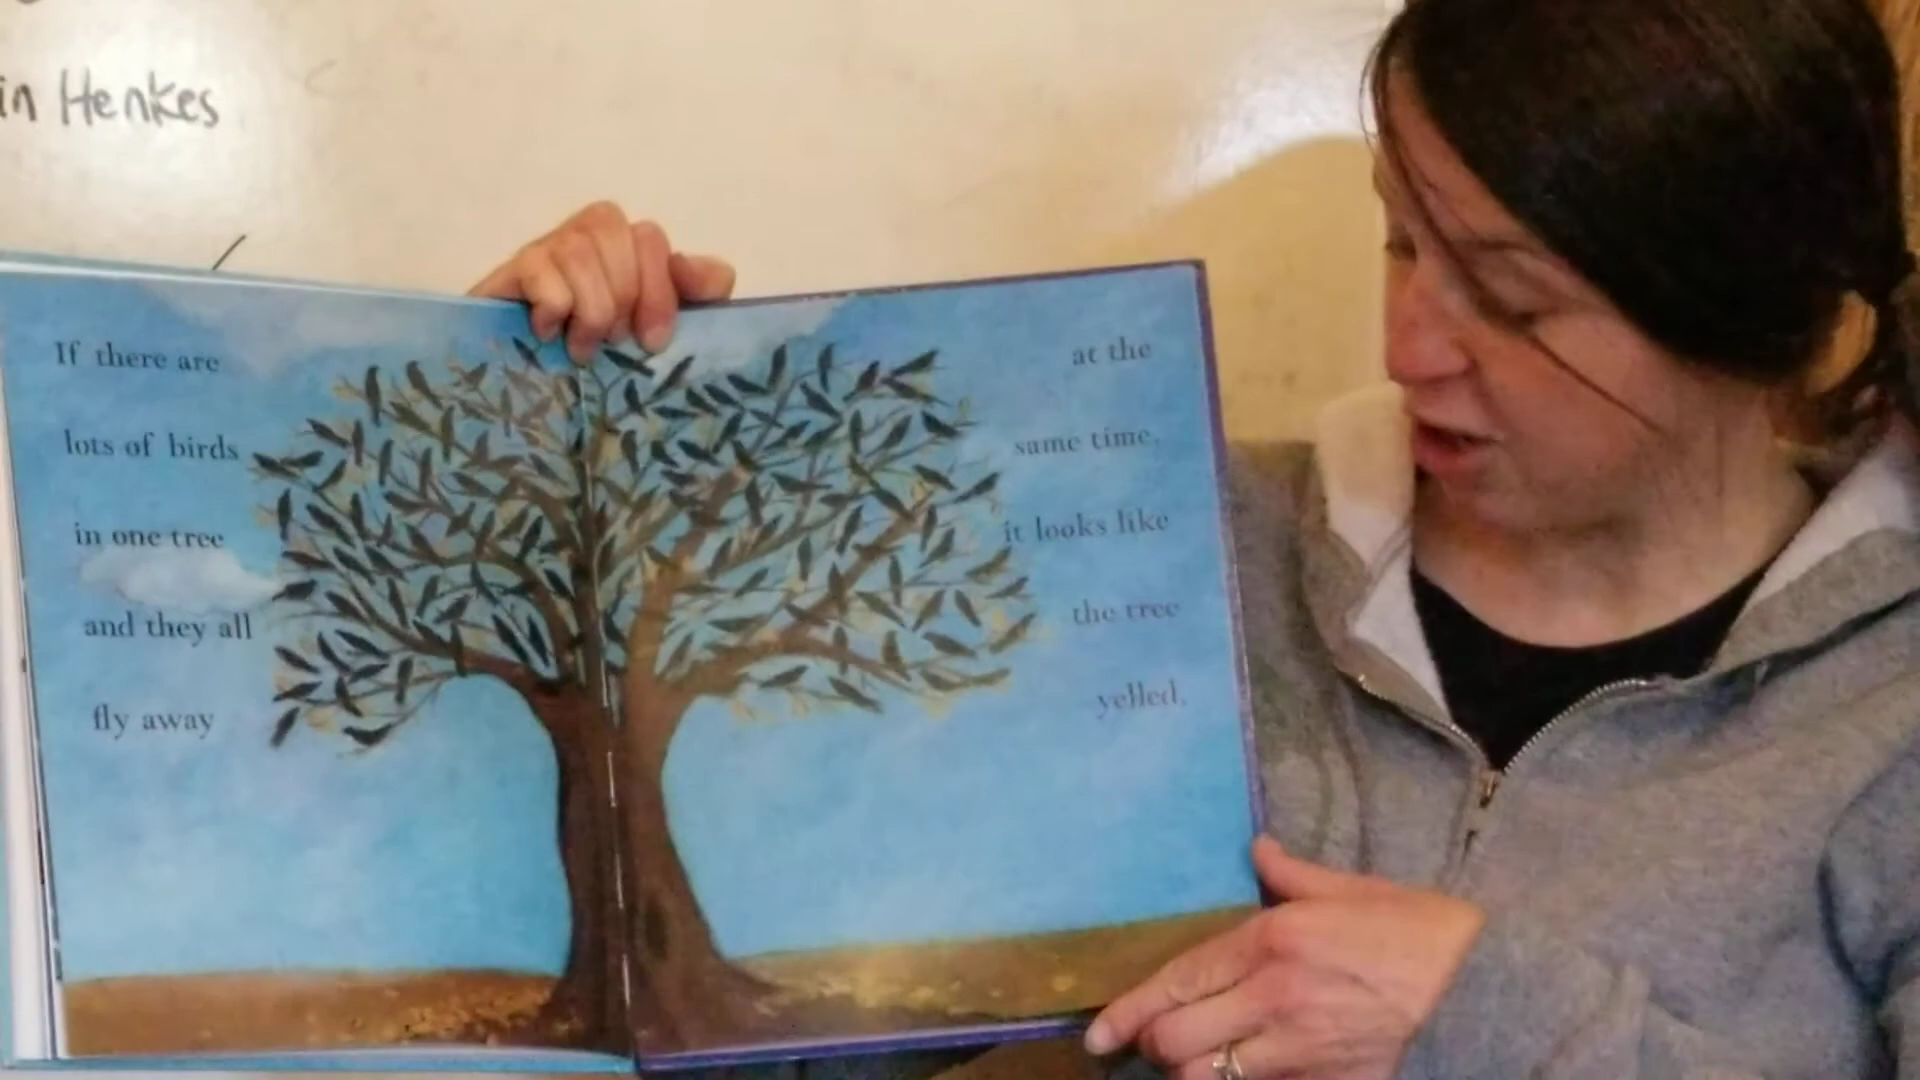 in Henkes
If there are
lots of birds
in one tree
and they all
fly away
at the
same time,
it looks like
the tree
yelled.